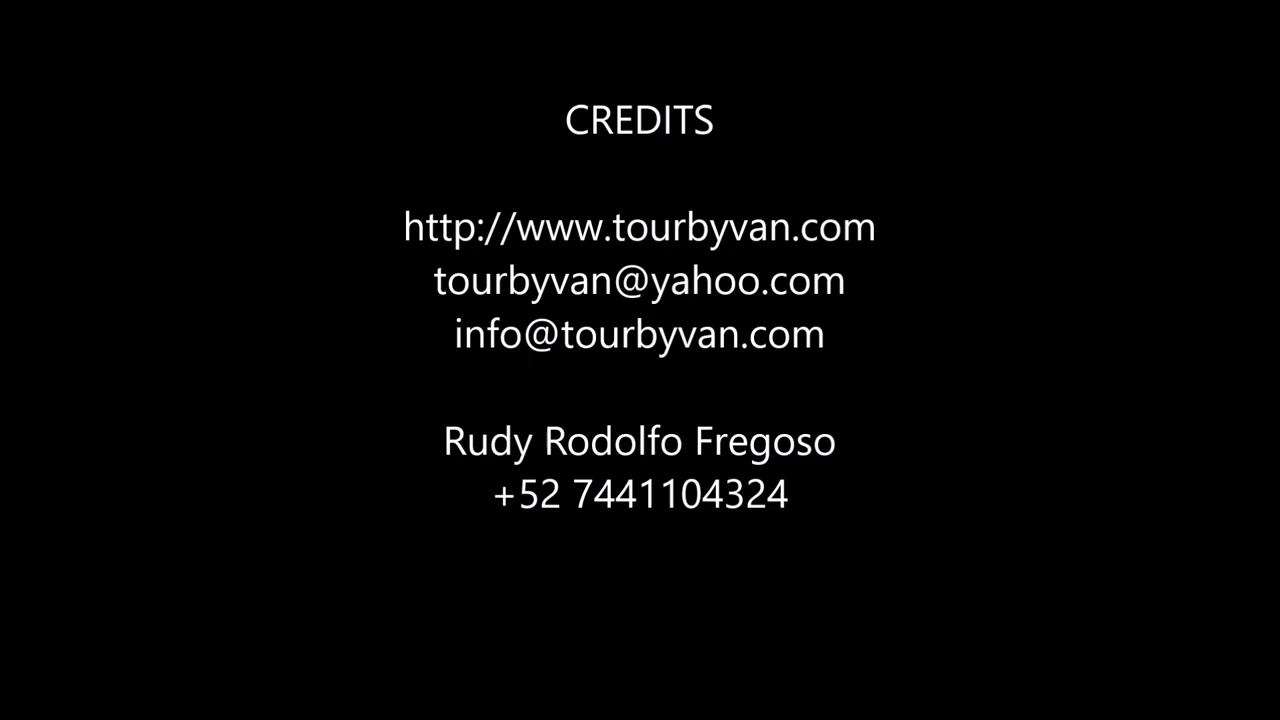 CREDITS
http://www.tourbyvan.com
tourbyvan@yahoo.com
info@tourbyvan.com
Rudy Rodolfo Fregoso
+52 7441104324